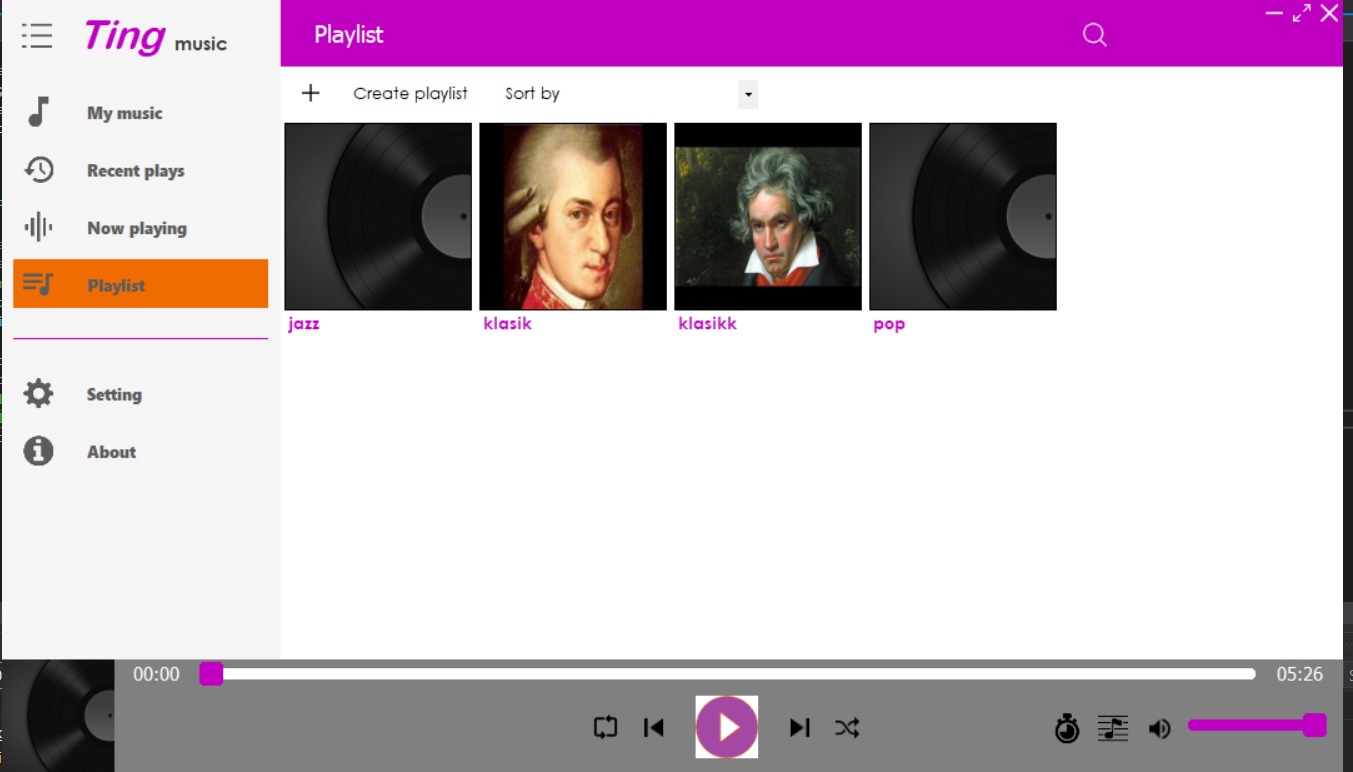 Ting music
Playlist
My music
Recent plays
Now playing
Playlist
Setting
About
Create playlist
Sort by
jazz
klasik
klasikk
pop
00:00
05:26